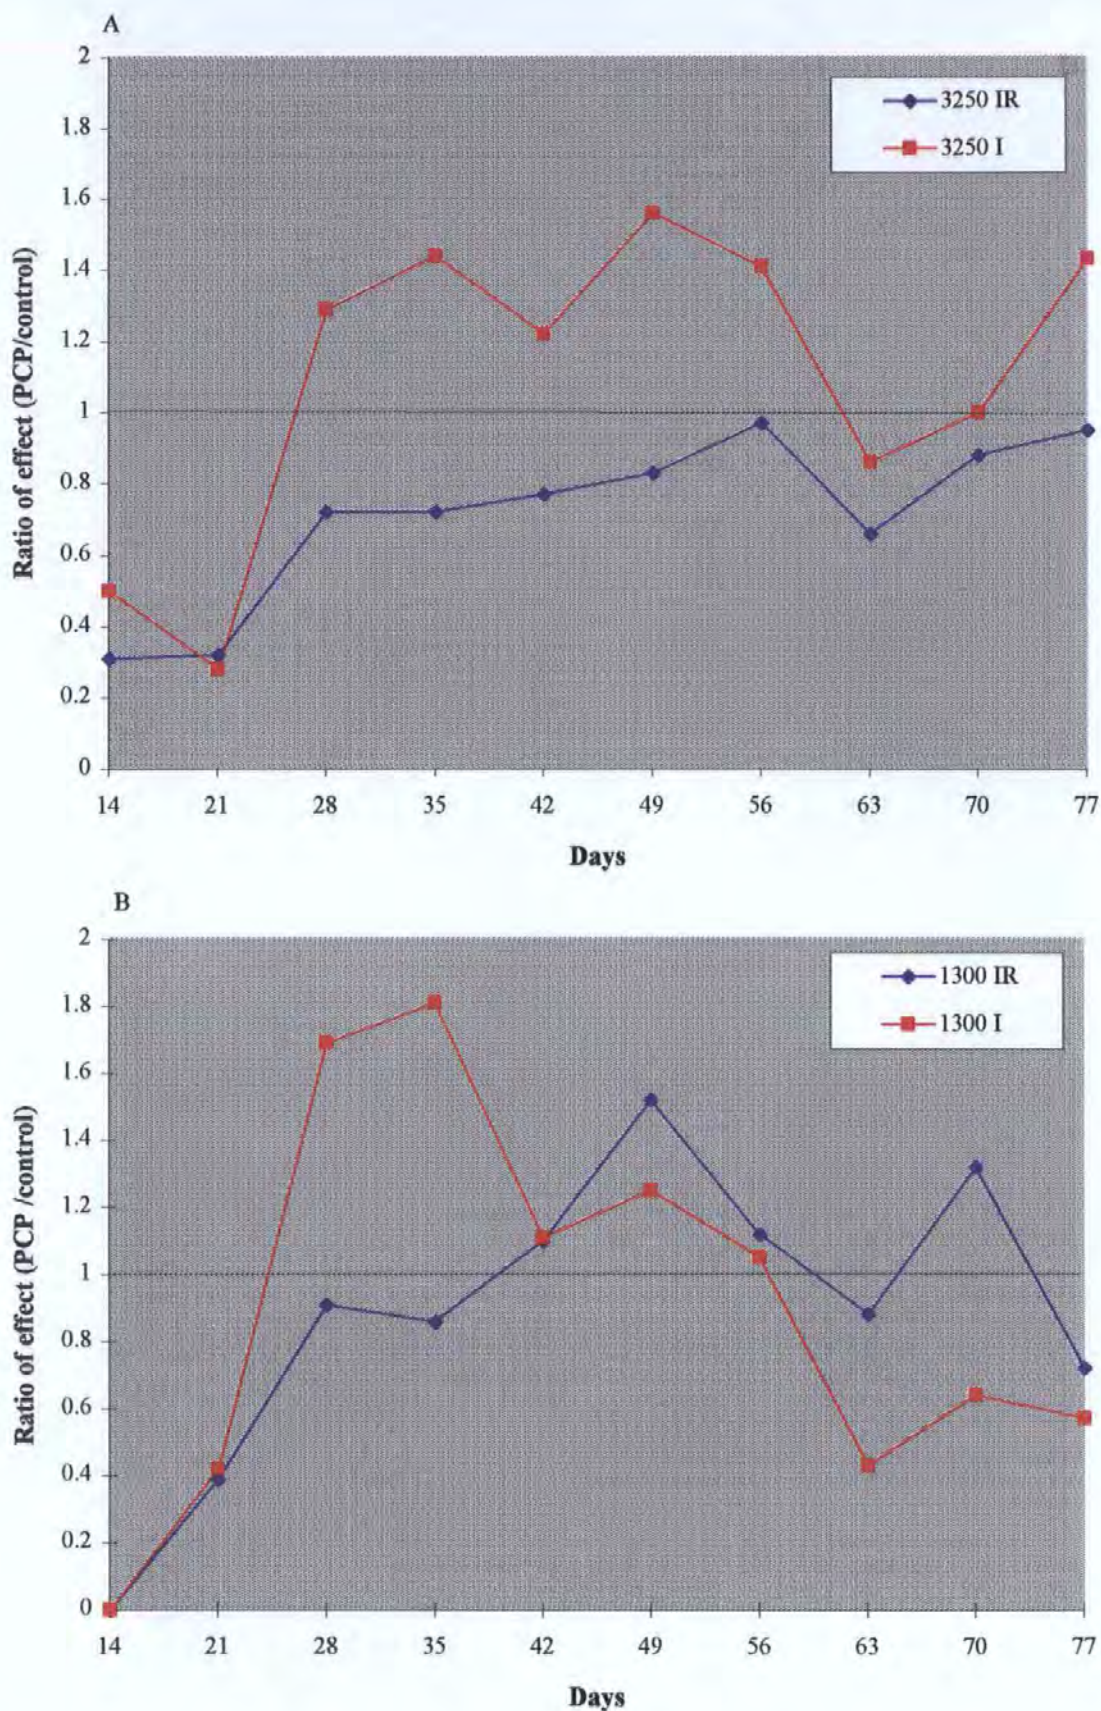 A
Ratio of effect (PCP/control)
2
1.8
1.6
1.4
1.2
1
0.8
0.6
0.4
0.2
0
3250 IR
3250 I
14 21 28 35 42 49 56 63 70 77
Days
B
Ratio of effect (PCP /control)
2
1.8
1.6
1.4
1.2
1
0.8
0.6
0.4
0.2
0
1300 IR
1300 I
14 21 28 35 42 49 56 63 70 77
Days